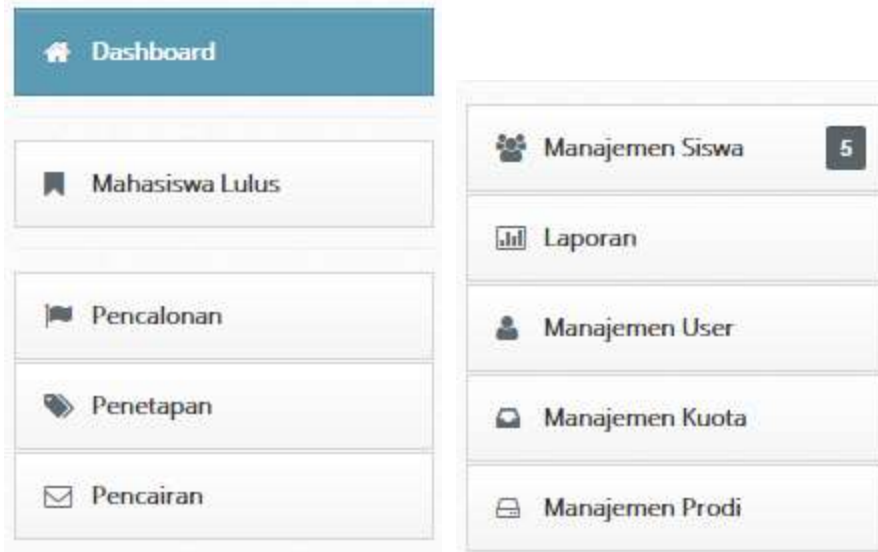 Dashboard
Mahasiswa Lulus
Pencalonan
Penetapan
Pencairan
Manajemen Siswa 5
Laporan
Manajemen User
Manajemen Kuota
Manajemen Prodi